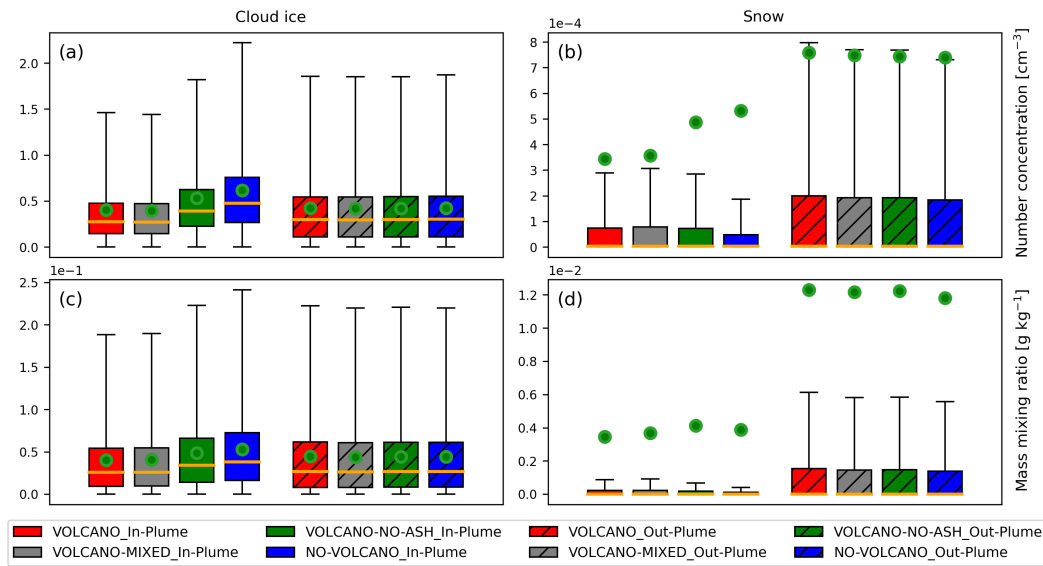 Cloud ice
Snow
(a)
2.0
1.5
1.0
0.5
0.0
1e−4
(b)
8
7
6
5
4
3
2
1
0
Number concentration [cm⁻³]
1e−1
(c)
2.5
2.0
1.5
1.0
0.5
0.0
1e−2
(d)
1.2
1.0
0.8
0.6
0.4
0.2
0.0
Mass mixing ratio [g kg⁻¹]
VOLCANO_In-Plume
VOLCANO-MIXED_In-Plume
VOLCANO-NO-ASH_In-Plume
NO-VOLCANO_In-Plume
VOLCANO_Out-Plume
VOLCANO-MIXED_Out-Plume
VOLCANO-NO-ASH_Out-Plume
NO-VOLCANO_Out-Plume